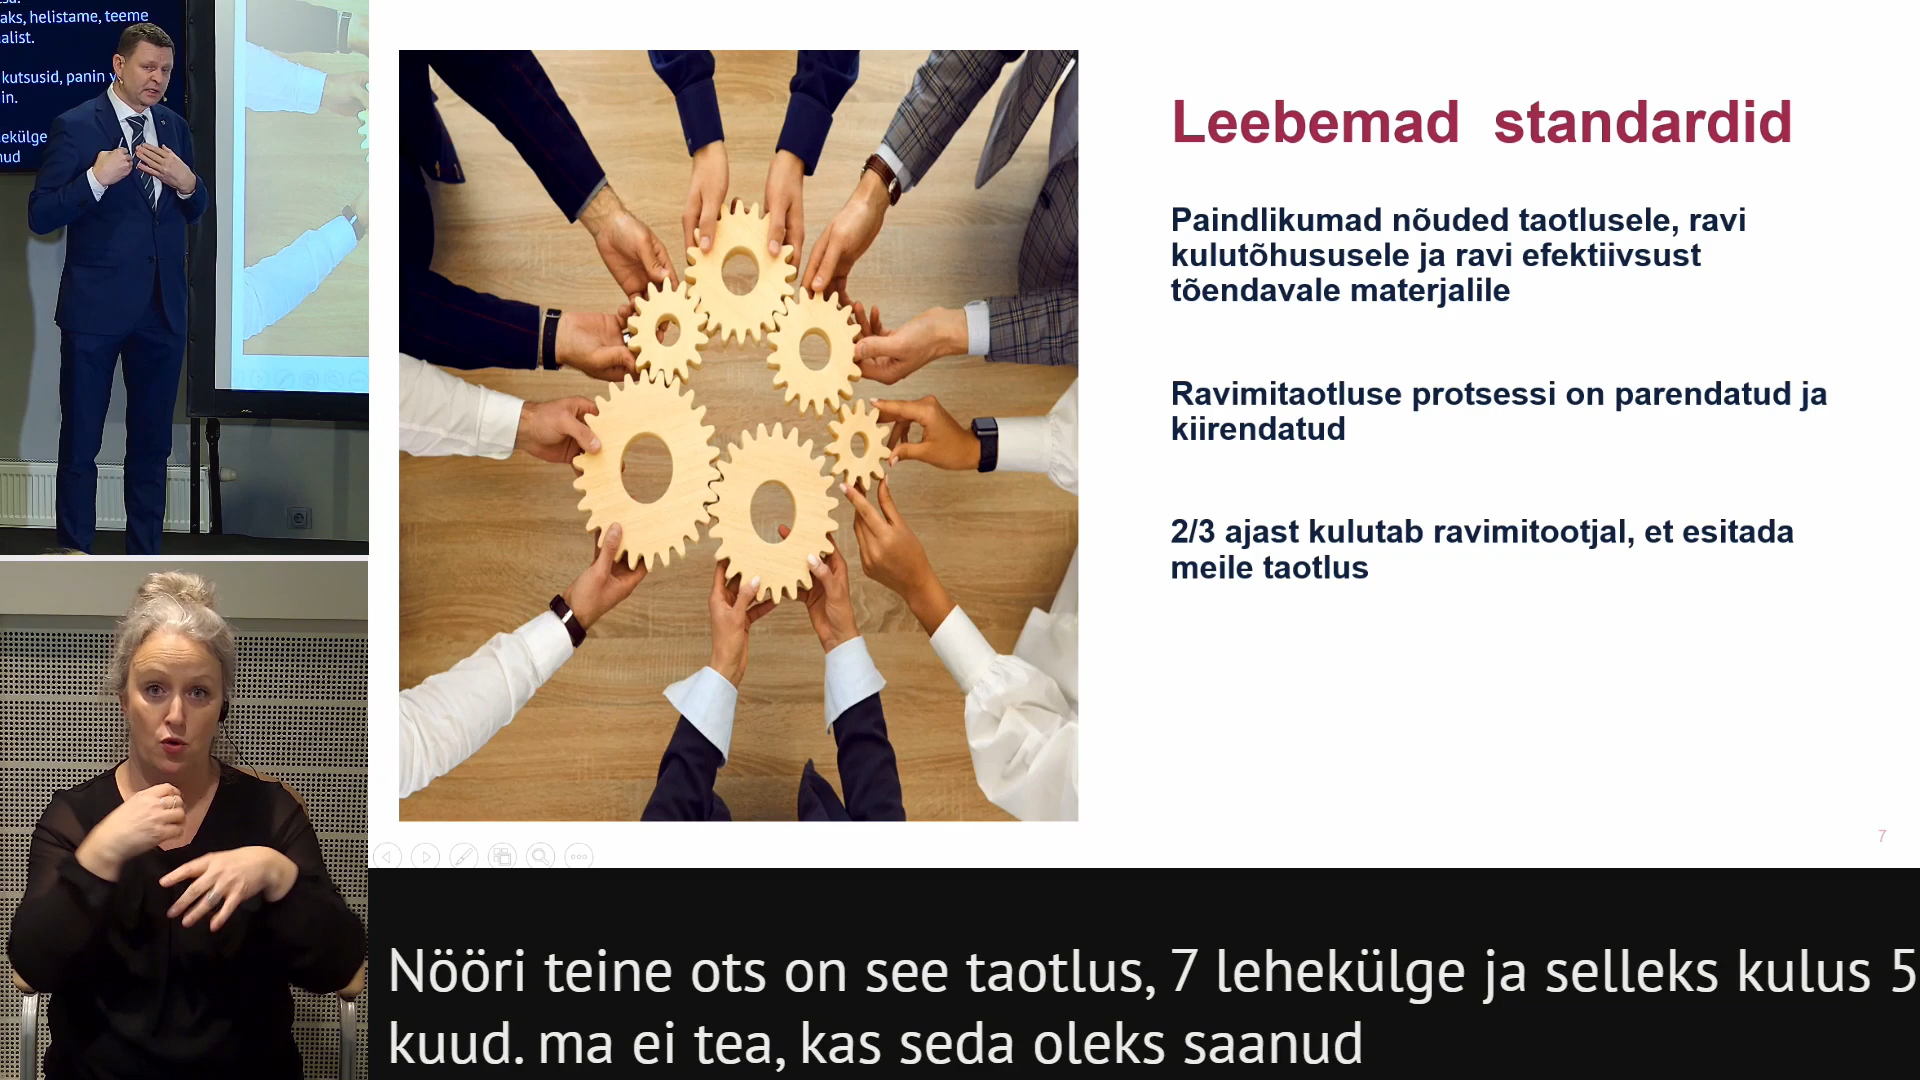 aks, helistame, teeme
alist.
kutsusid, panin
in.
lekülge
nud
Leebemad standardid
Paindlikumad nõuded taotlusele, ravi
kulutõhususele ja ravi efektiivsust
tõendavale materjalile
Ravimitaotluse protsessi on parendatud ja
kiirendatud
2/3 ajast kulutab ravimitootjal, et esitada
meile taotlus
7
Nööri teine ots on see taotlus, 7 lehekülge ja selleks kulus 5
kuud. ma ei tea, kas seda oleks saanud